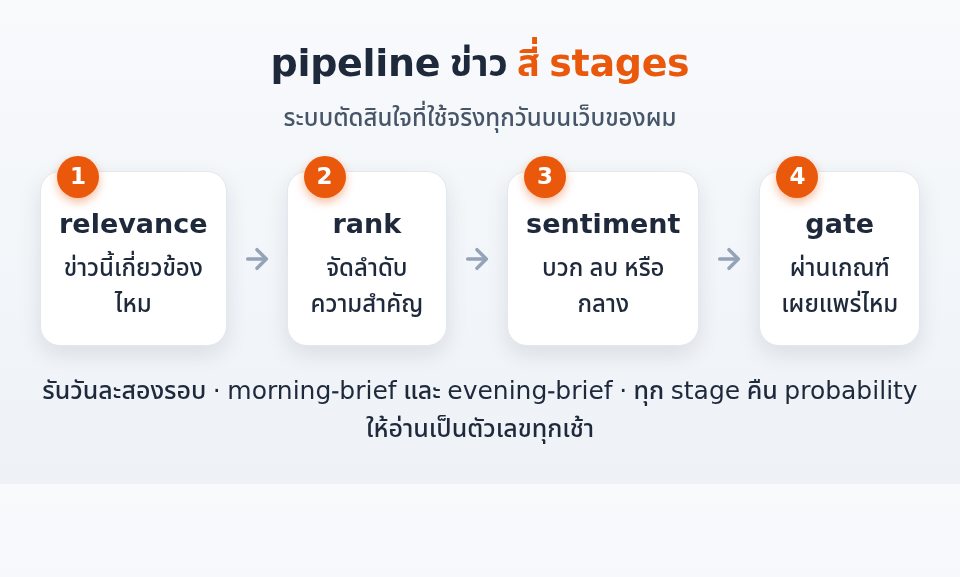 pipeline ข่าว สี่ stages
ระบบตัดสินใจที่ใช้จริงทุกวันบนเว็บของผม
1
relevance
ข่าวนี้เกี่ยวข้อง
ไหม
2
rank
จัดลำดับ
ความสำคัญ
3
sentiment
บวก ลบ หรือ
กลาง
4
gate
ผ่านเกณฑ์
เผยแพร่ไหม
รันวันละสองรอบ · morning-brief และ evening-brief · ทุก stage คืน probability
ให้อ่านเป็นตัวเลขทุกเช้า